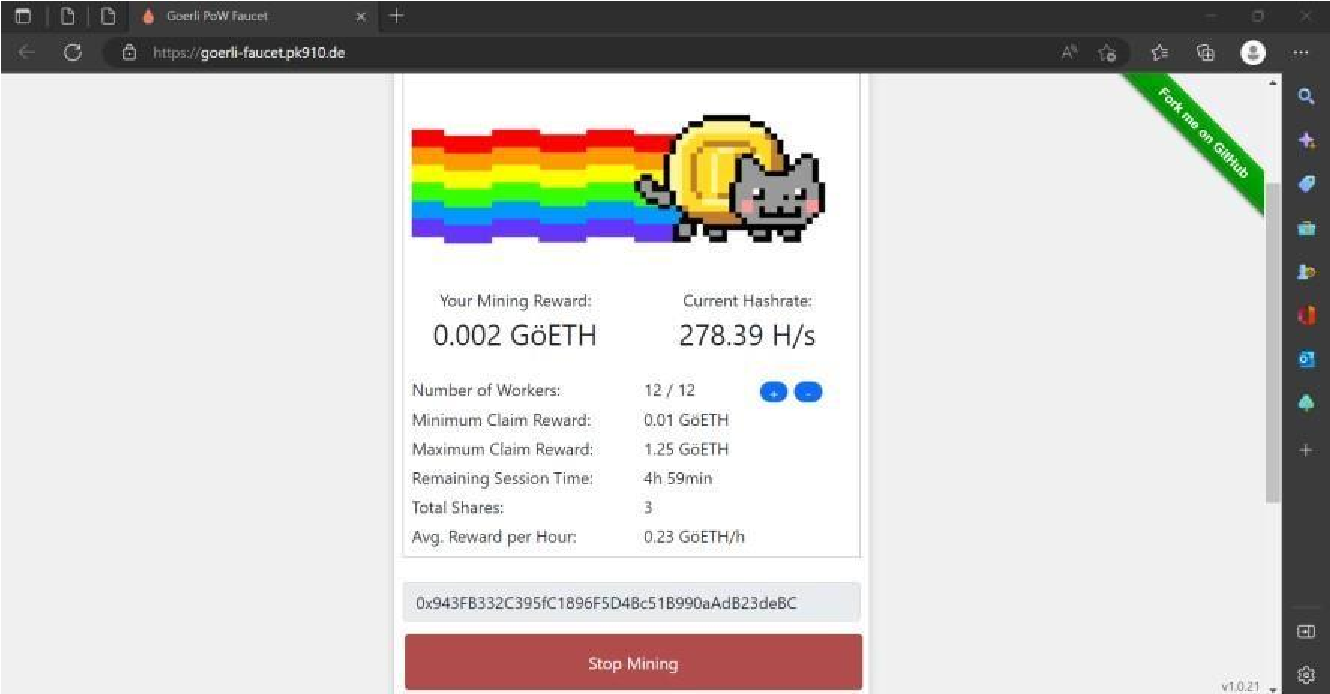 Goerli PoW Faucet
https://goerli-faucet.pk910.de
Fork me on GitHub
Your Mining Reward: Current Hashrate:
0.002 GöETH 278.39 H/s
Number of Workers: 12 / 12 + -
Minimum Claim Reward: 0.01 GöETH
Maximum Claim Reward: 1.25 GöETH
Remaining Session Time: 4h 59min
Total Shares: 3
Avg. Reward per Hour: 0.23 GöETH/h
0x943FB332C395fC1896F5D4Bc51B990aAdB23deBC
Stop Mining
v1.0.21